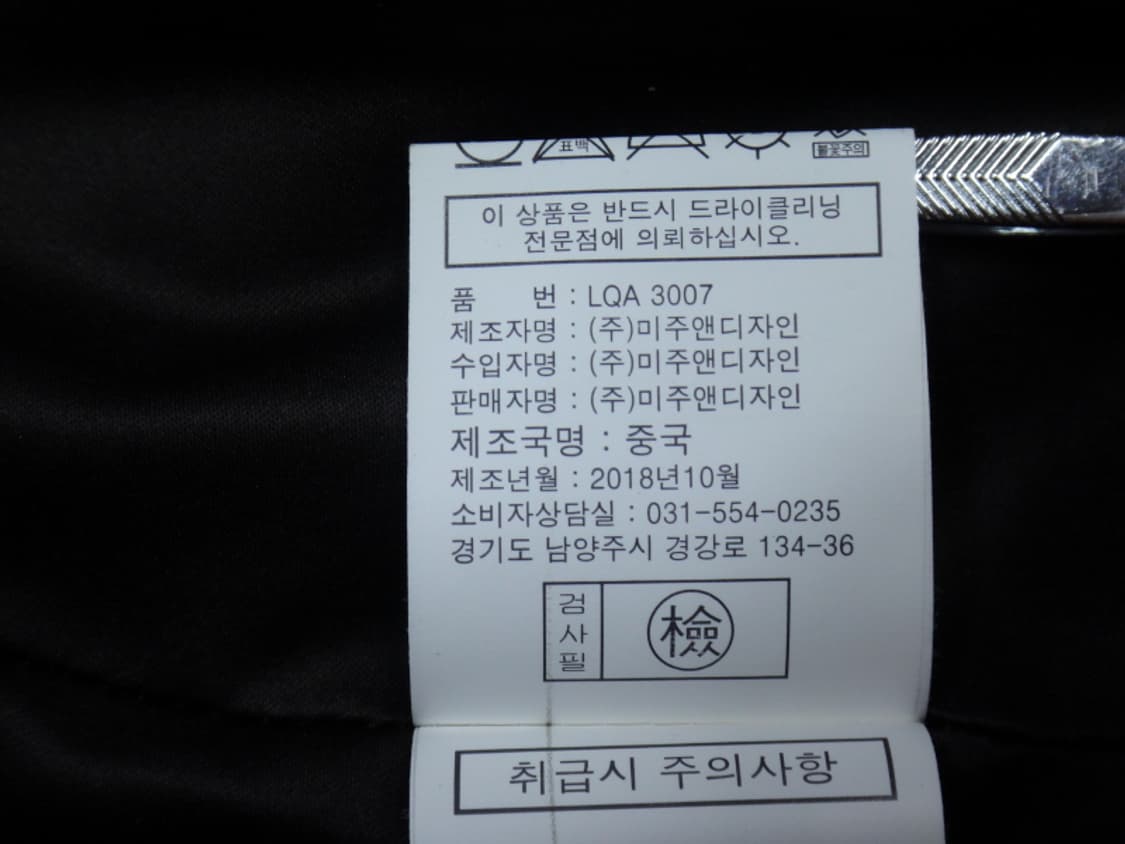 표백
불꽃주의
이 상품은 반드시 드라이클리닝
전문점에 의뢰하십시오.
품 번 : LQA 3007
제조자명 : (주)미주앤디자인
수입자명 : (주)미주앤디자인
판매자명 : (주)미주앤디자인
제조국명 : 중국
제조년월 : 2018년10월
소비자상담실 : 031-554-0235
경기도 남양주시 경강로 134-36
검
사
필
檢
취급시 주의사항